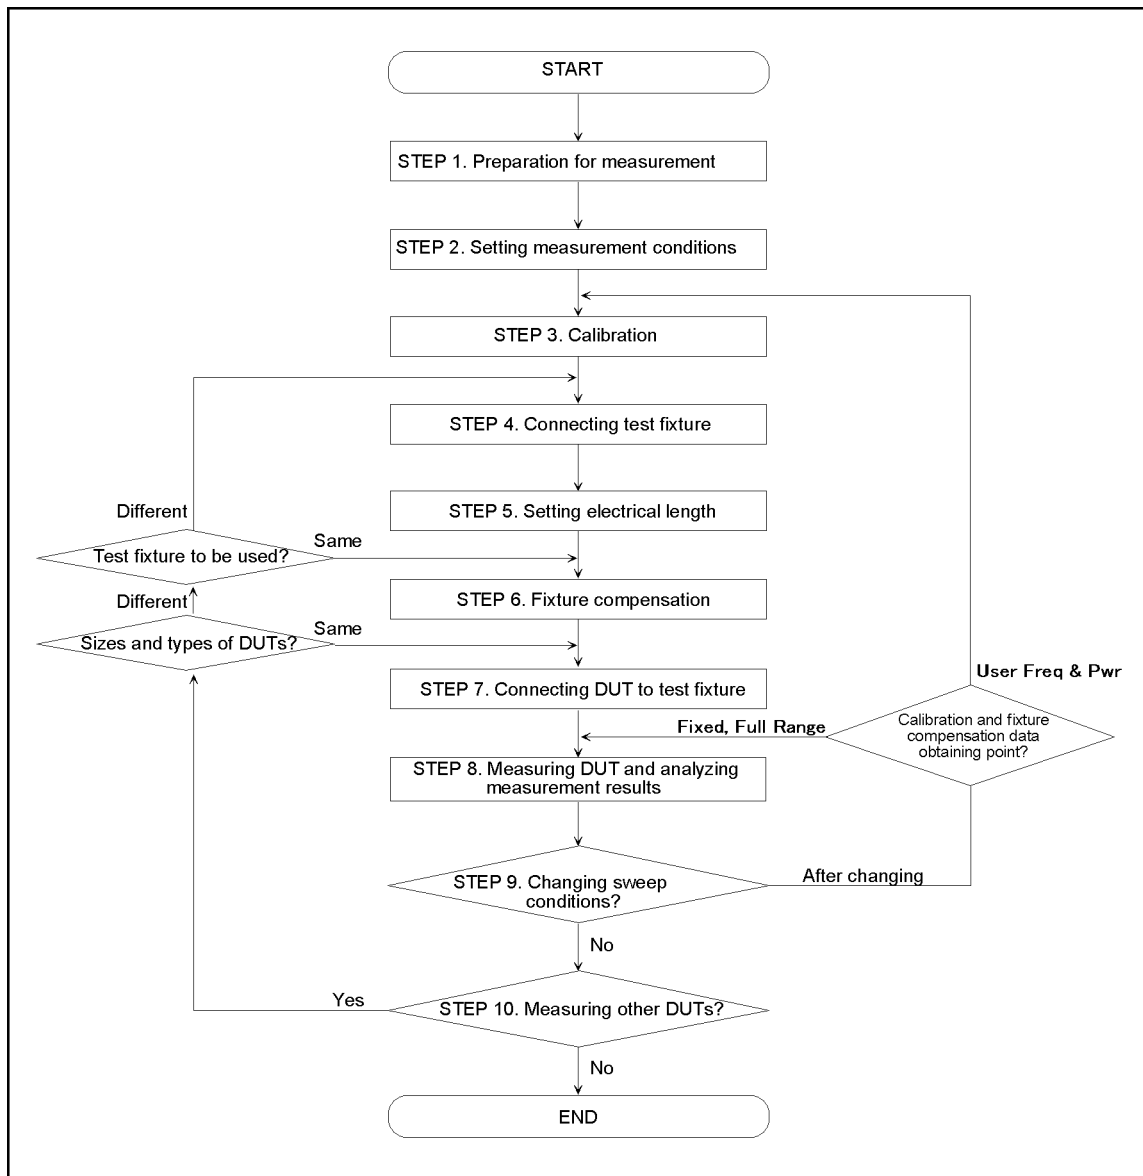 START
STEP 1. Preparation for measurement
STEP 2. Setting measurement conditions
STEP 3. Calibration
STEP 4. Connecting test fixture
Different
STEP 5. Setting electrical length
Test fixture to be used?
Same
Different
STEP 6. Fixture compensation
Sizes and types of DUTs?
Same
STEP 7. Connecting DUT to test fixture
User Freq & Pwr
Fixed, Full Range
Calibration and fixture
compensation data
obtaining point?
STEP 8. Measuring DUT and analyzing
measurement results
STEP 9. Changing sweep
conditions?
After changing
No
Yes
STEP 10. Measuring other DUTs?
No
END